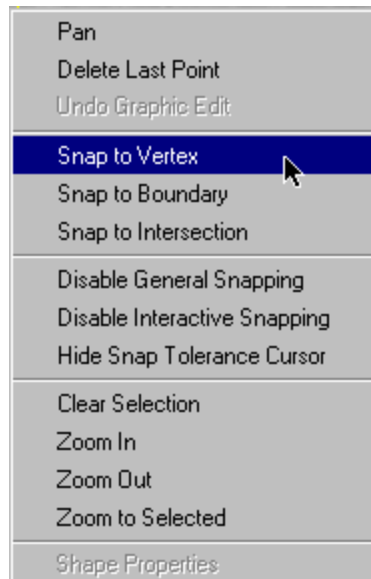 Pan
Delete Last Point
Undo Graphic Edit
Snap to Vertex
Snap to Boundary
Snap to Intersection
Disable General Snapping
Disable Interactive Snapping
Hide Snap Tolerance Cursor
Clear Selection
Zoom In
Zoom Out
Zoom to Selected
Shape Properties